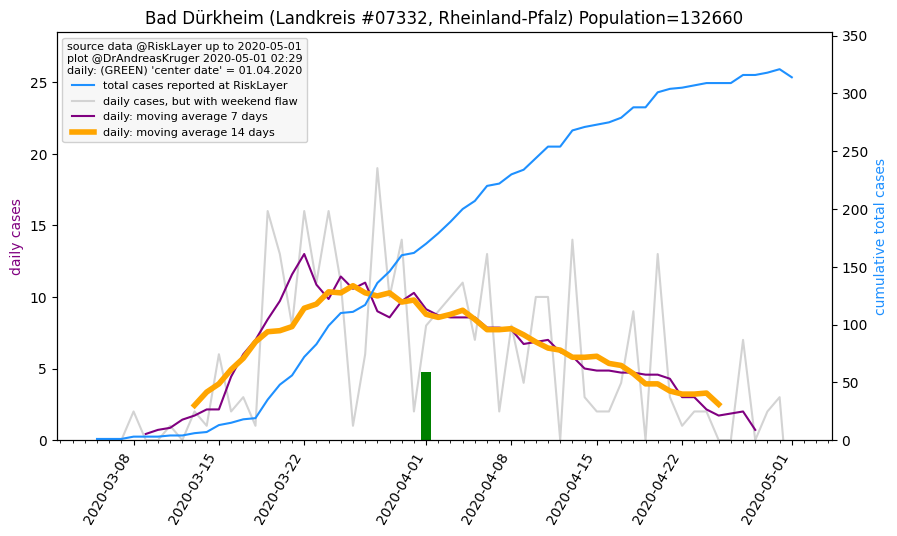 Bad Dürkheim (Landkreis #07332, Rheinland-Pfalz) Population=132660
source data @RiskLayer up to 2020-05-01
plot @DrAndreasKruger 2020-05-01 02:29
daily: (GREEN) 'center date' = 01.04.2020
total cases reported at RiskLayer
daily cases, but with weekend flaw
daily: moving average 7 days
daily: moving average 14 days
daily cases
0
5
10
15
20
25
cumulative total cases
0
50
100
150
200
250
300
350
2020-03-08
2020-03-15
2020-03-22
2020-04-01
2020-04-08
2020-04-15
2020-04-22
2020-05-01